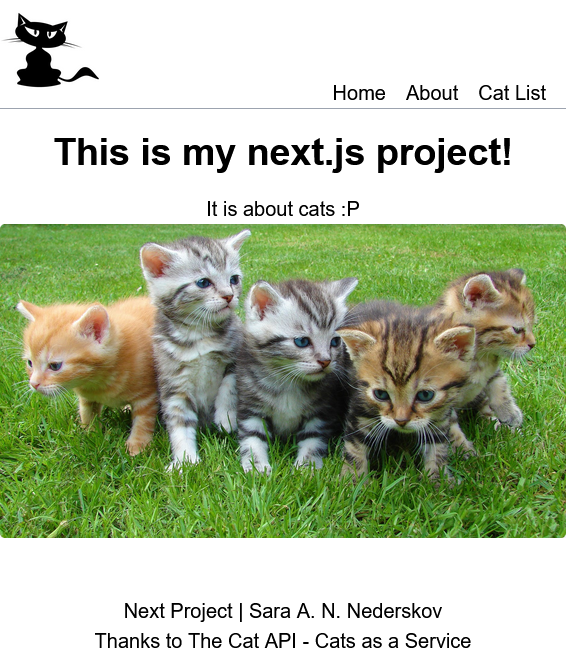 Home About Cat List
This is my next.js project!
It is about cats :P
Next Project | Sara A. N. Nederskov
Thanks to The Cat API - Cats as a Service